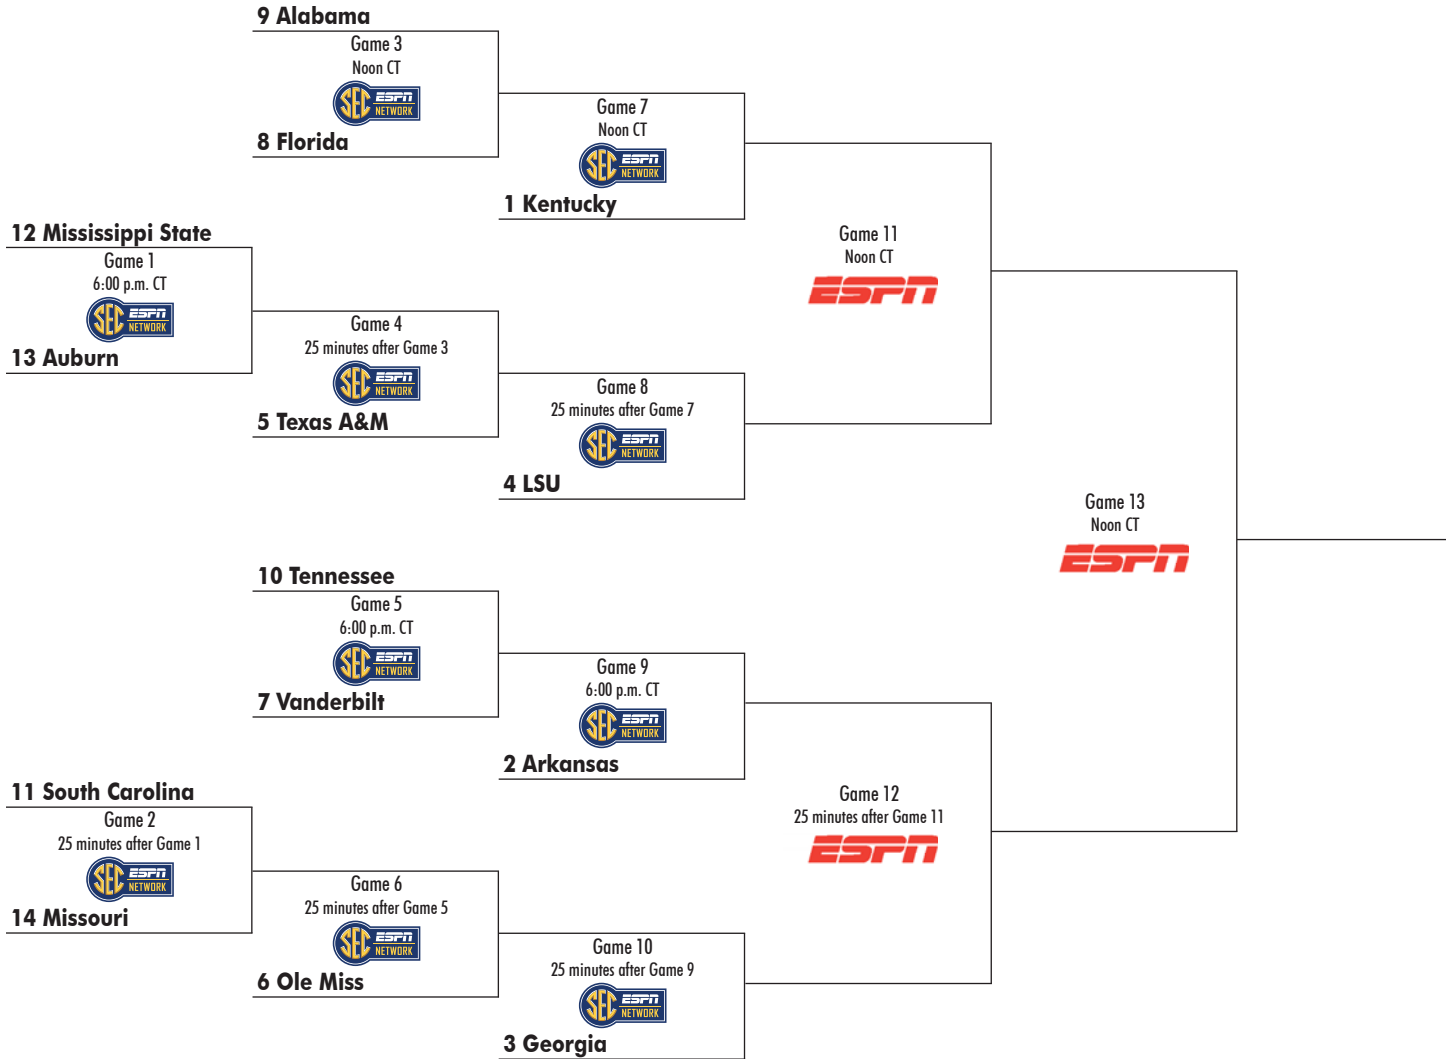 9 Alabama
Game 3
Noon CT
SEC ESPN
NETWORK
8 Florida
Game 7
Noon CT
SEC ESPN
NETWORK
1 Kentucky
12 Mississippi State
Game 1
6:00 p.m. CT
SEC ESPN
NETWORK
13 Auburn
Game 4
25 minutes after Game 3
SEC ESPN
NETWORK
5 Texas A&M
Game 8
25 minutes after Game 7
SEC ESPN
NETWORK
4 LSU
Game 11
Noon CT
ESPN
10 Tennessee
Game 5
6:00 p.m. CT
SEC ESPN
NETWORK
7 Vanderbilt
Game 9
6:00 p.m. CT
SEC ESPN
NETWORK
2 Arkansas
11 South Carolina
Game 2
25 minutes after Game 1
SEC ESPN
NETWORK
14 Missouri
Game 6
25 minutes after Game 5
SEC ESPN
NETWORK
6 Ole Miss
Game 10
25 minutes after Game 9
SEC ESPN
NETWORK
3 Georgia
Game 12
25 minutes after Game 11
ESPN
Game 13
Noon CT
ESPN